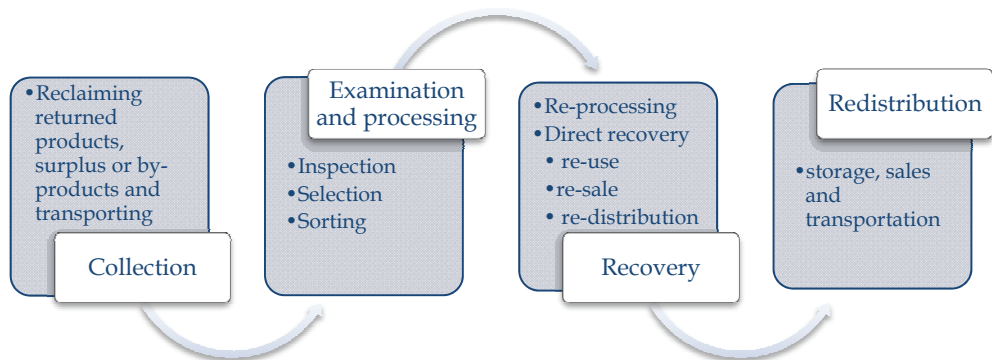 •Reclaiming
returned
products,
surplus or by-
products and
transporting
Collection
Examination
and processing
•Inspection
•Selection
•Sorting
•Re-processing
•Direct recovery
• re-use
•re-sale
• re-distribution
Recovery
Redistribution
•storage, sales
and
transportation